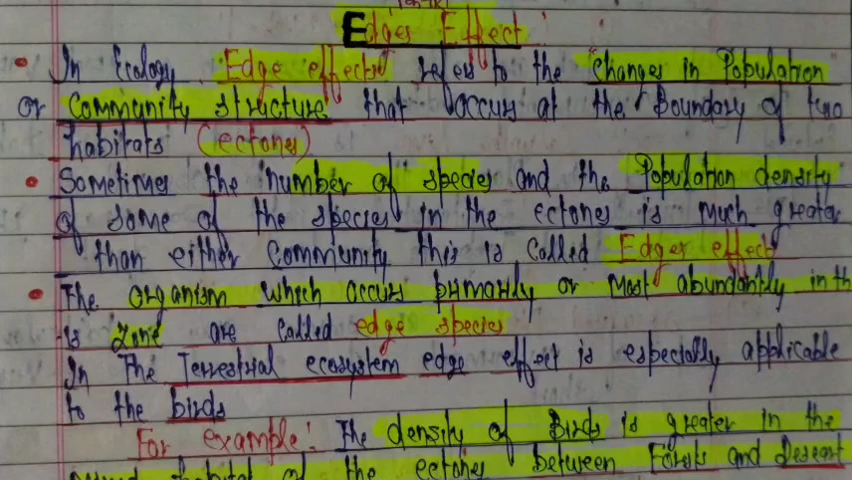 Edges Effect
• In Ecology Edge effects refers to the "changes in Population
or Community structure that occurs at the Boundary of two
habitats (ectones)
• Sometimes the number of species and the Population density
of some of the species in the ectones is much greater
than either Community this is called Edges effect
• The organism which occurs primarily or Most abundantly in th
is zone are called edge species
In The Terrestrial ecosystem edge effect is especially applicable
to the birds
For example: The density of Birds is greater in the
habitat of the ectones between Forests and Deseart